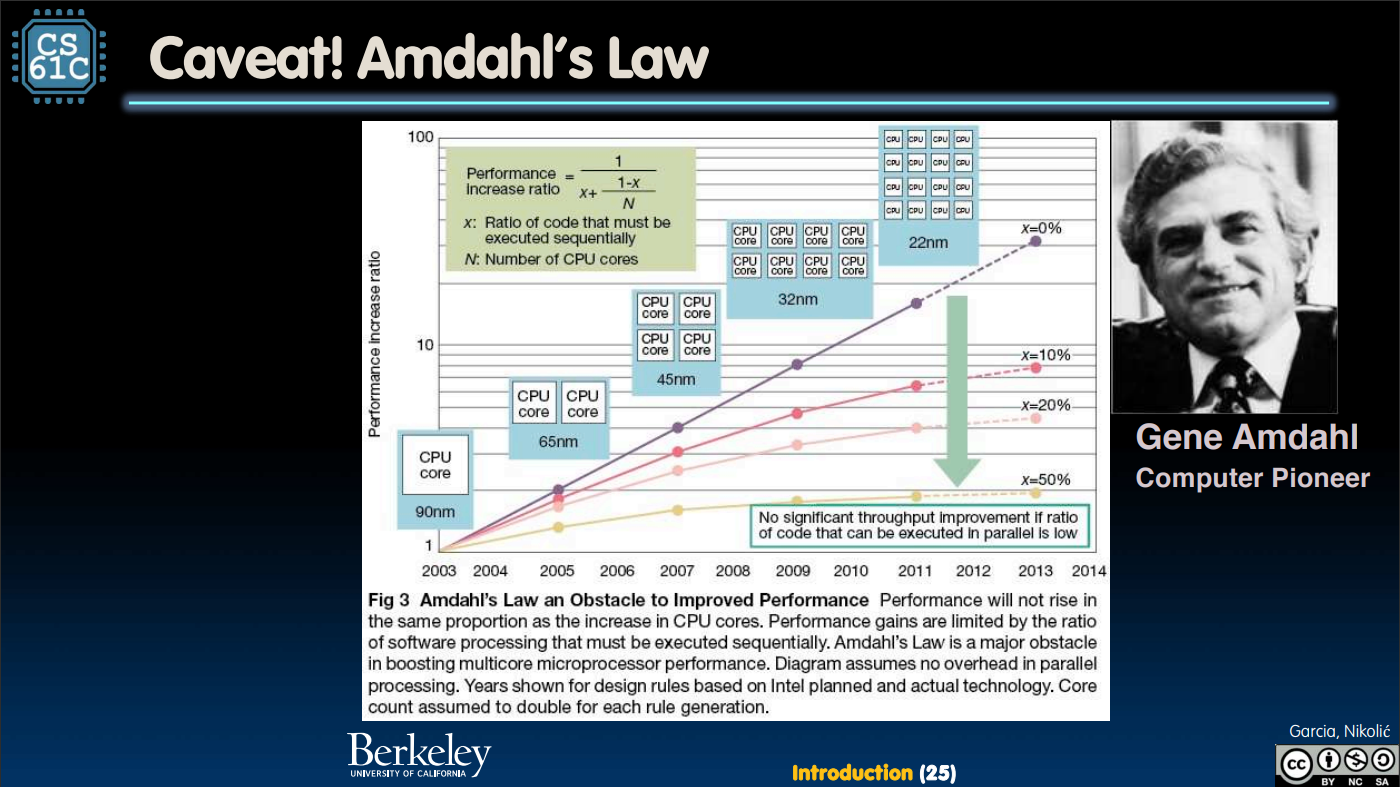 CS
61C
Caveat! Amdahl's Law
100
10
1
Performance increase ratio
Performance
increase ratio
=
1
x+
1-x
N
x: Ratio of code that must be
executed sequentially
N: Number of CPU cores
CPU
core
90nm
CPU CPU
core core
65nm
CPU CPU
core core
CPU CPU
core core
45nm
CPU CPU CPU CPU
core core core core
CPU CPU CPU CPU
core core core core
32nm
CPU CPU CPU CPU
CPU CPU CPU CPU
CPU CPU CPU CPU
CPU CPU CPU CPU
22nm
x=0%
x=10%
x=20%
x=50%
No significant throughput improvement if ratio
of code that can be executed in parallel is low
2003 2004 2005 2006 2007 2008 2009 2010 2011 2012 2013 2014
Fig 3 Amdahl's Law an Obstacle to Improved Performance Performance will not rise in
the same proportion as the increase in CPU cores. Performance gains are limited by the ratio
of software processing that must be executed sequentially. Amdahl's Law is a major obstacle
in boosting multicore microprocessor performance. Diagram assumes no overhead in parallel
processing. Years shown for design rules based on Intel planned and actual technology. Core
count assumed to double for each rule generation.
Gene Amdahl
Computer Pioneer
Berkeley
UNIVERSITY OF CALIFORNIA
Introduction (25)
Garcia, Nikolić
cc
BY NC SA